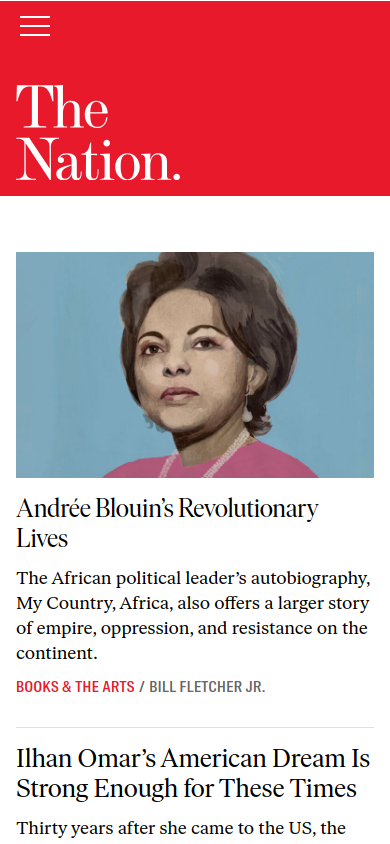 The
Nation.
Andrée Blouin’s Revolutionary
Lives
The African political leader’s autobiography,
My Country, Africa, also offers a larger story
of empire, oppression, and resistance on the
continent.
BOOKS & THE ARTS / BILL FLETCHER JR.
Ilhan Omar’s American Dream Is
Strong Enough for These Times
Thirty years after she came to the US, the